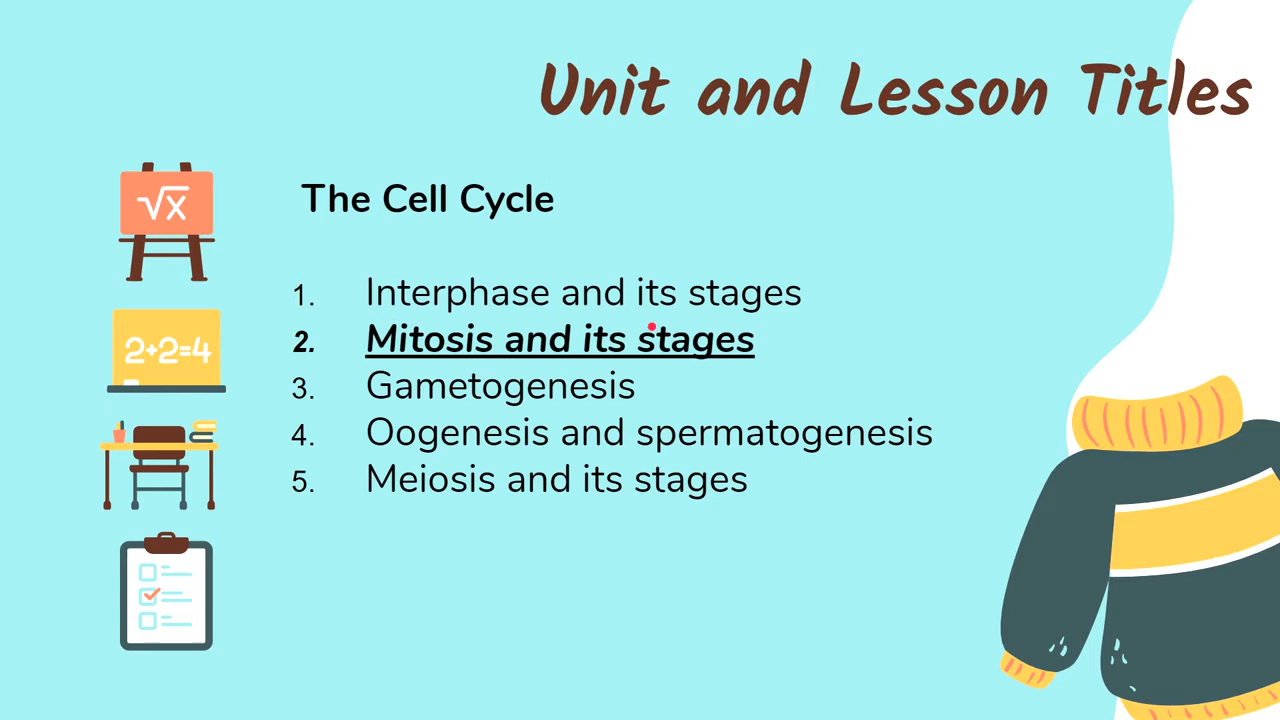 Unit and Lesson Titles
√x
The Cell Cycle
1. Interphase and its stages
2. Mitosis and its stages
2+2=4
3. Gametogenesis
4. Oogenesis and spermatogenesis
5. Meiosis and its stages